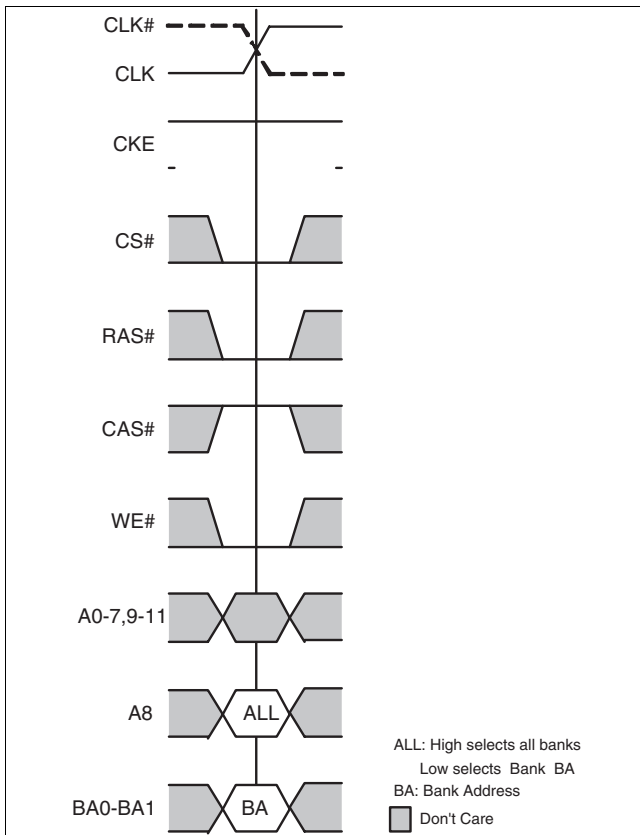 CLK#
CLK
CKE
CS#
RAS#
CAS#
WE#
A0-7,9-11
A8
ALL
BA0-BA1
BA
ALL: High selects all banks
Low selects Bank BA
BA: Bank Address
Don't Care